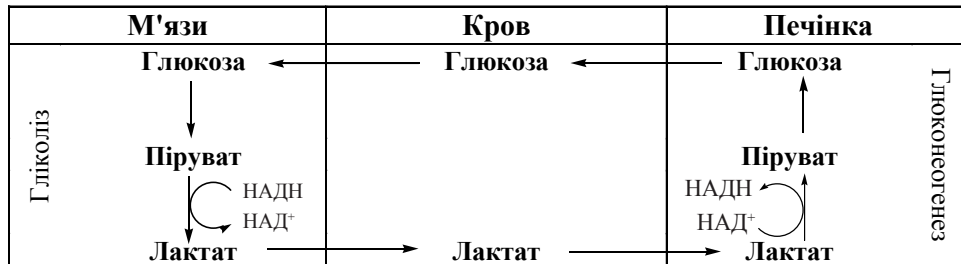 М'язи Кров Печінка
Глюкоза Глюкоза Глюкоза
Гліколіз
Глюконеогенез
Піруват Піруват
НАДН НАДН
НАД⁺ НАД⁺
Лактат Лактат Лактат